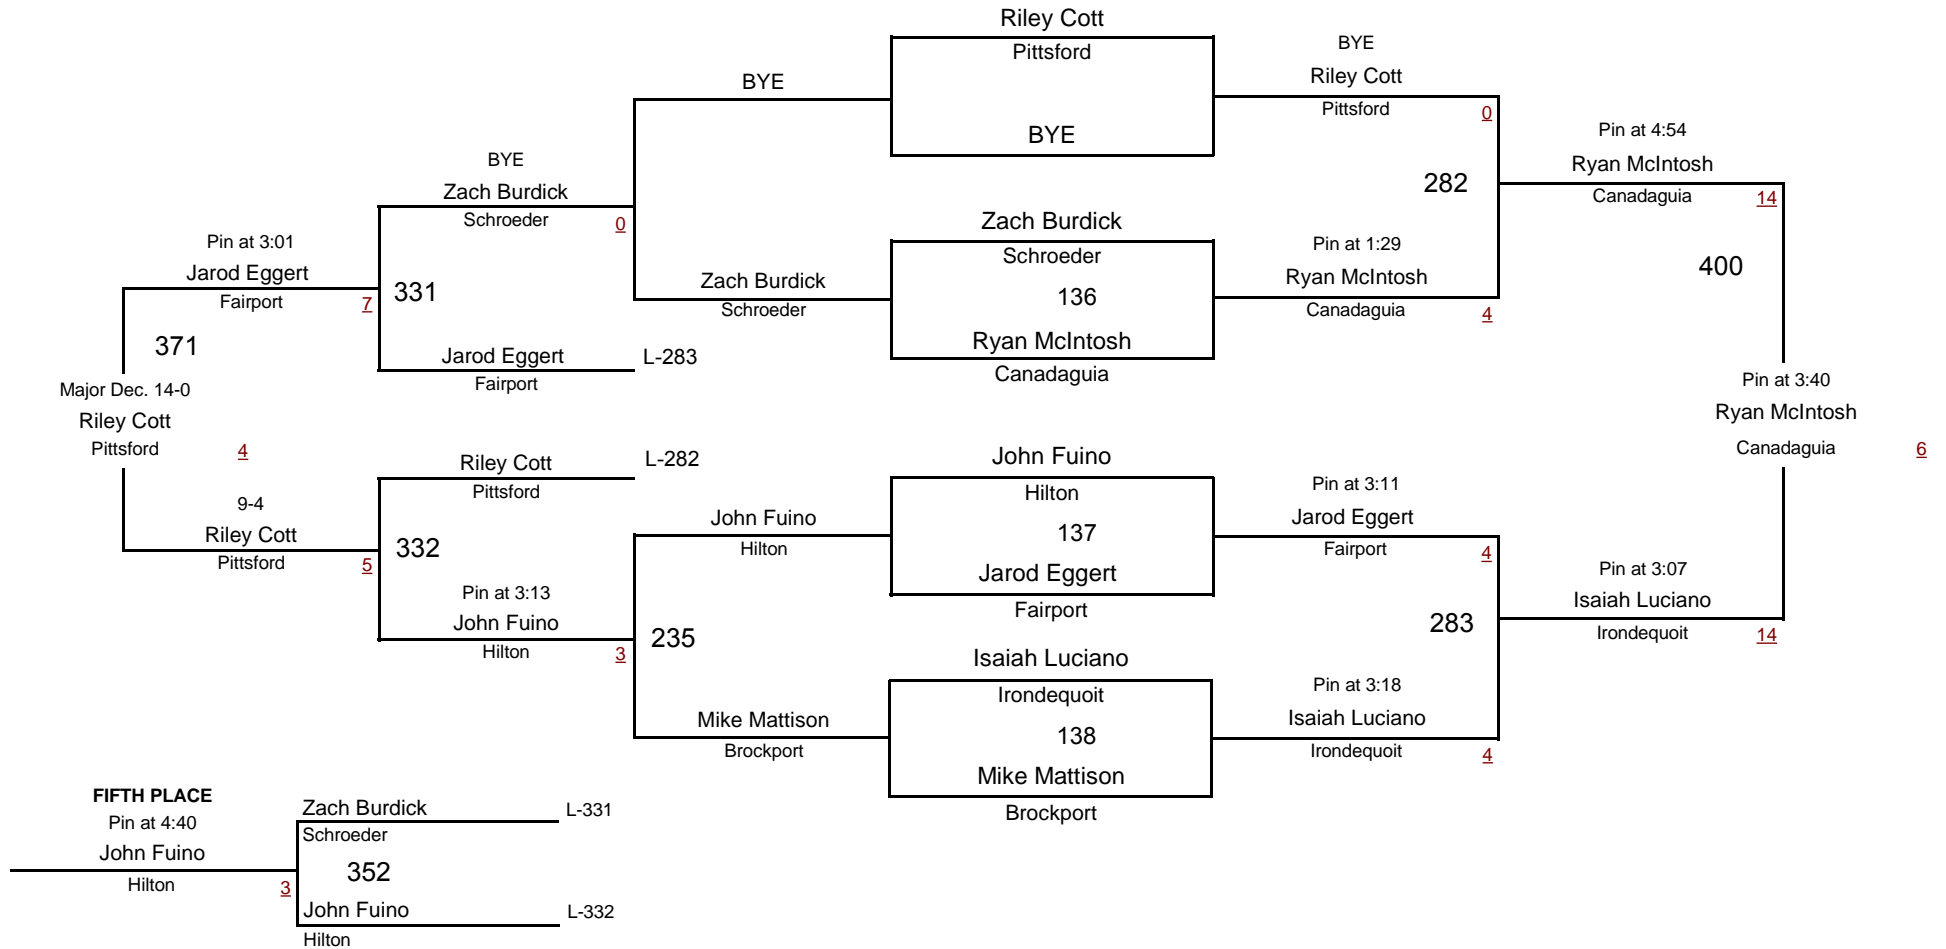 Riley Cott
Pittsford
BYE
BYE
Riley Cott
Pittsford
0
BYE
BYE
Zach Burdick
Schroeder
0
Pin at 4:54
Ryan McIntosh
Canadaguia
14
282
Zach Burdick
Schroeder
136
Ryan McIntosh
Canadaguia
Pin at 1:29
Ryan McIntosh
Canadaguia
4
Zach Burdick
Schroeder
400
Pin at 3:01
Jarod Eggert
Fairport
7
331
Jarod Eggert
Fairport
L-283
371
Major Dec. 14-0
Riley Cott
Pittsford
4
Pin at 3:40
Ryan McIntosh
Canadaguia
6
Riley Cott
Pittsford
L-282
John Fuino
Hilton
137
Jarod Eggert
Fairport
Pin at 3:11
Jarod Eggert
Fairport
4
9-4
Riley Cott
Pittsford
5
332
John Fuino
Hilton
Pin at 3:13
John Fuino
Hilton
3
235
283
Pin at 3:07
Isaiah Luciano
Irondequoit
14
Isaiah Luciano
Irondequoit
138
Mike Mattison
Brockport
Pin at 3:18
Isaiah Luciano
Irondequoit
4
Mike Mattison
Brockport
FIFTH PLACE
Pin at 4:40
John Fuino
Hilton
3
Zach Burdick
Schroeder
L-331
352
John Fuino
Hilton
L-332